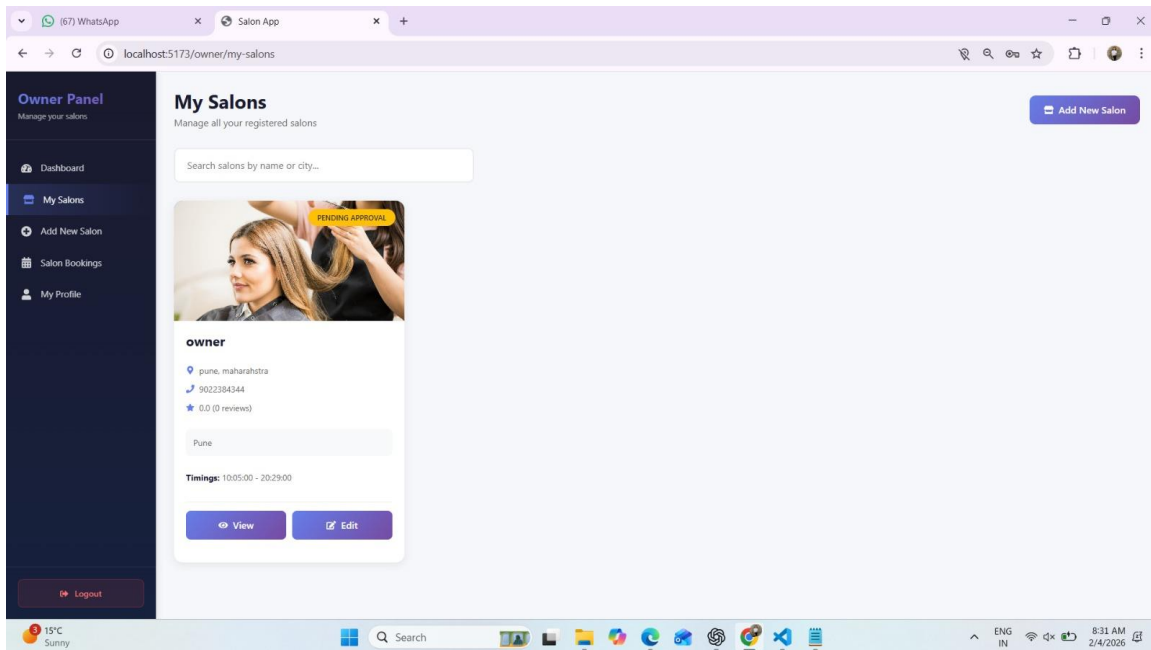 (67) WhatsApp
Salon App
localhost:5173/owner/my-salons
Owner Panel
Manage your salons
Dashboard
My Salons
Add New Salon
Salon Bookings
My Profile
Logout
My Salons
Manage all your registered salons
Add New Salon
Search salons by name or city...
PENDING APPROVAL
owner
pune, maharahstra
9022384344
0.0 (0 reviews)
Pune
Timings: 10:05:00 - 20:29:00
View
Edit
3
15°C
Sunny
Search
ENG
IN
8:31 AM
2/4/2026